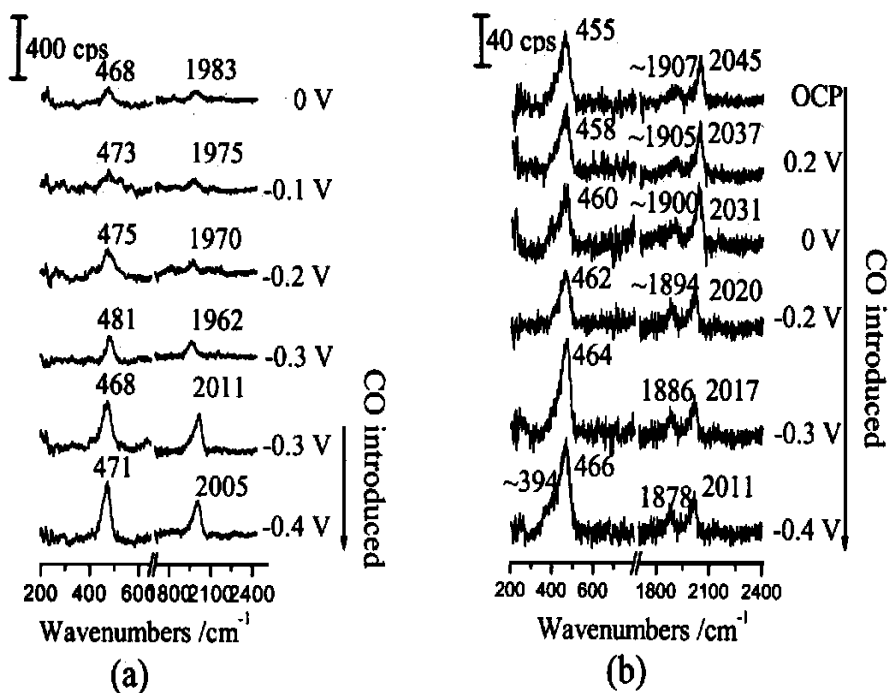 400 cps
468 1983 0 V
473 1975 -0.1 V
475 1970 -0.2 V
481 1962 -0.3 V
468 2011 -0.3 V
471 2005 -0.4 V
CO introduced
200 400 600 1800 2100 2400
Wavenumbers /cm⁻¹
(a)
40 cps
455 ~1907 2045 OCP
458 ~1905 2037 0.2 V
460 ~1900 2031 0 V
462 ~1894 2020 -0.2 V
464 1886 2017 -0.3 V
~394 466 1878 2011 -0.4 V
CO introduced
200 400 600 1800 2100 2400
Wavenumbers /cm⁻¹
(b)